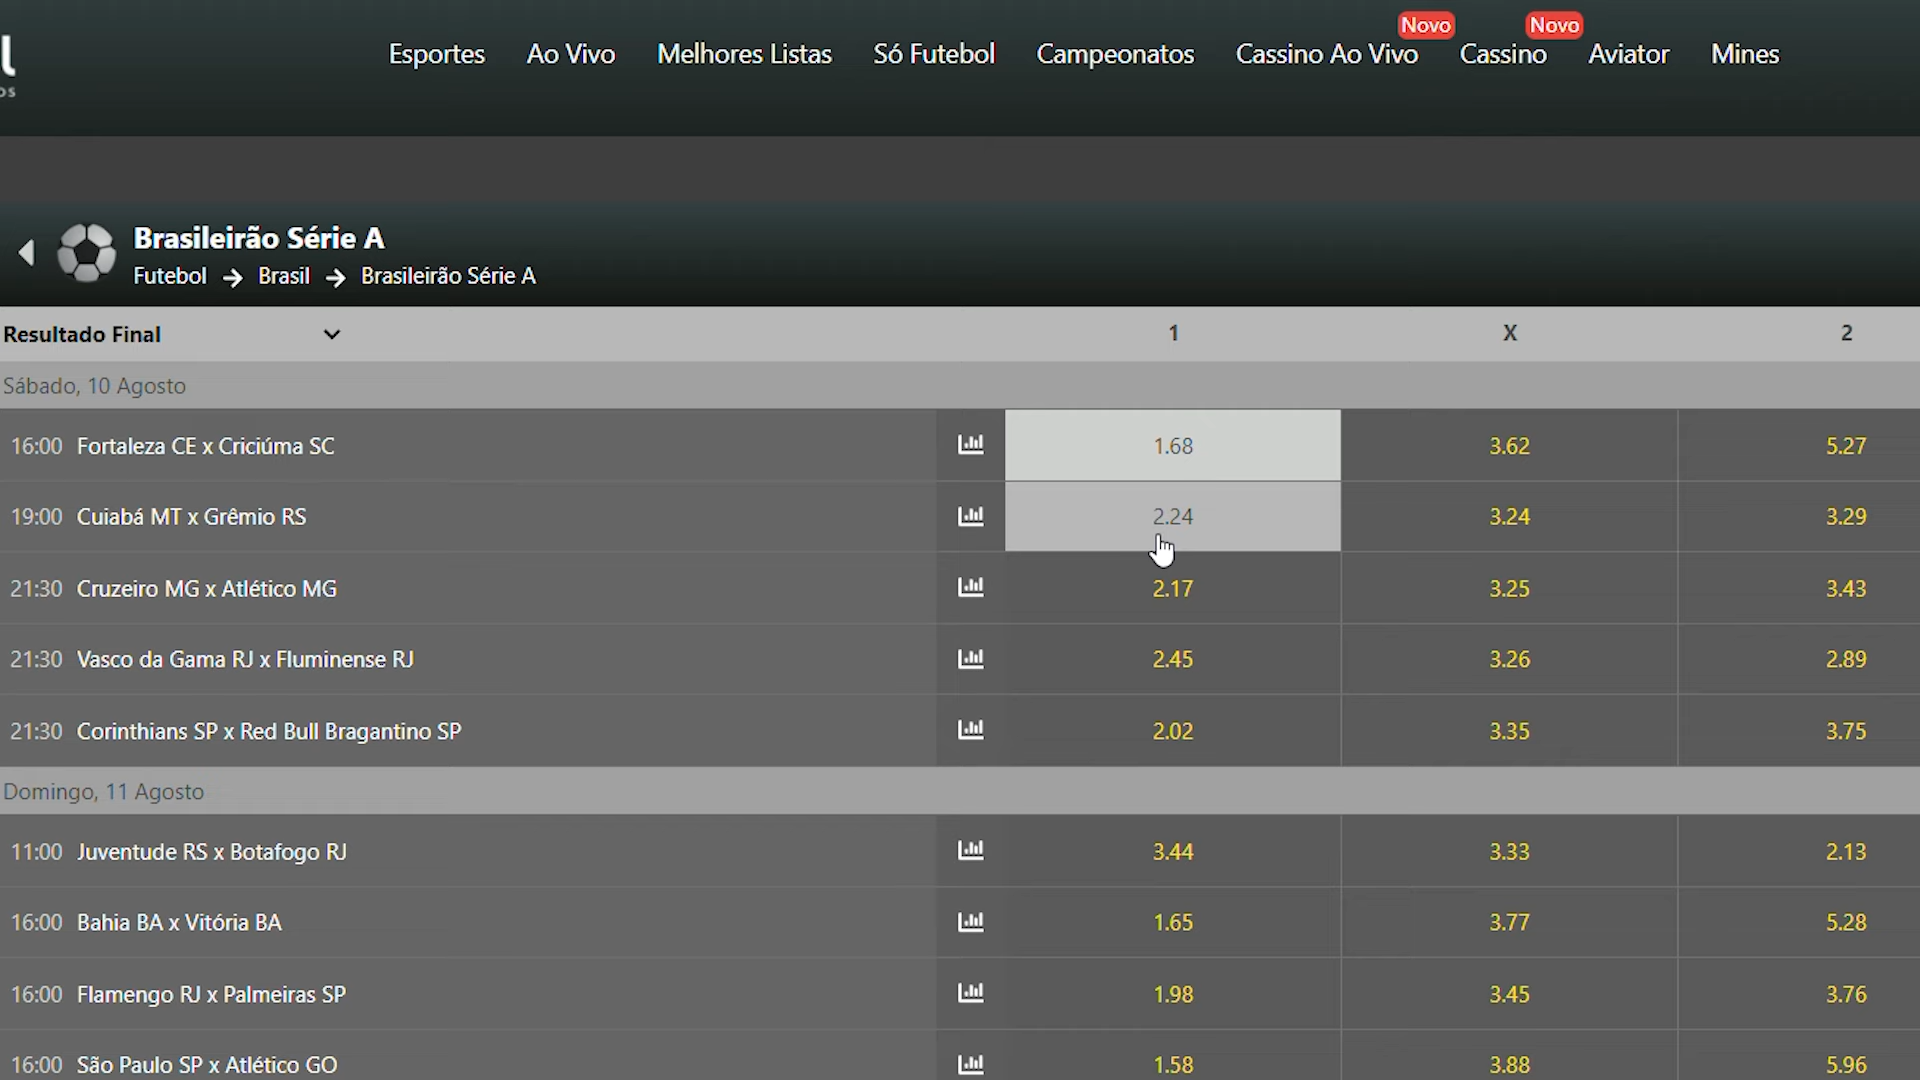 Novo Novo
l Esportes Ao Vivo Melhores Listas Só Futebol Campeonatos Cassino Ao Vivo Cassino Aviator Mines
os
Brasileirão Série A
Futebol → Brasil → Brasileirão Série A
Resultado Final 1 X 2
Sábado, 10 Agosto
16:00 Fortaleza CE x Criciúma SC 1.68 3.62 5.27
19:00 Cuiabá MT x Grêmio RS 2.24 3.24 3.29
21:30 Cruzeiro MG x Atlético MG 2.17 3.25 3.43
21:30 Vasco da Gama RJ x Fluminense RJ 2.45 3.26 2.89
21:30 Corinthians SP x Red Bull Bragantino SP 2.02 3.35 3.75
Domingo, 11 Agosto
11:00 Juventude RS x Botafogo RJ 3.44 3.33 2.13
16:00 Bahia BA x Vitória BA 1.65 3.77 5.28
16:00 Flamengo RJ x Palmeiras SP 1.98 3.45 3.76
16:00 São Paulo SP x Atlético GO 1.58 3.88 5.96